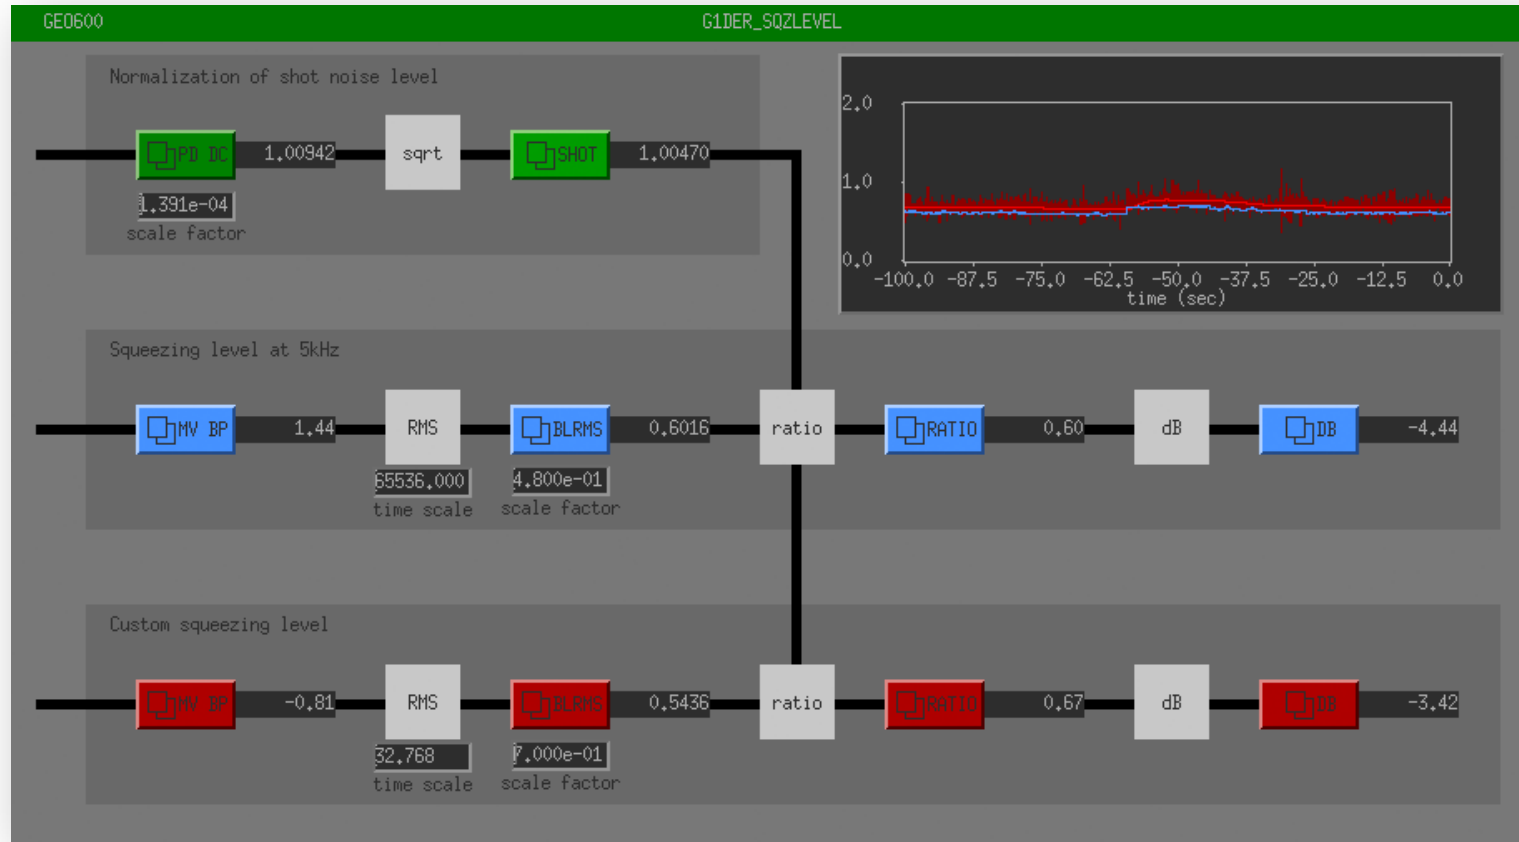 GEO600 G1DER_SQZLEVEL
Normalization of shot noise level
PD DC 1.00942 sqrt SHOT 1.00470
1.391e-04
scale factor
2.0
1.0
0.0
-100.0 -87.5 -75.0 -62.5 -50.0 -37.5 -25.0 -12.5 0.0
time (sec)
Squeezing level at 5kHz
MV BP 1.44 RMS BLRMS 0.6016 ratio RATIO 0.60 dB DB -4.44
65536.000 4.800e-01
time scale scale factor
Custom squeezing level
MV BP -0.81 RMS BLRMS 0.5436 ratio RATIO 0.67 dB DB -3.42
32.768 7.000e-01
time scale scale factor